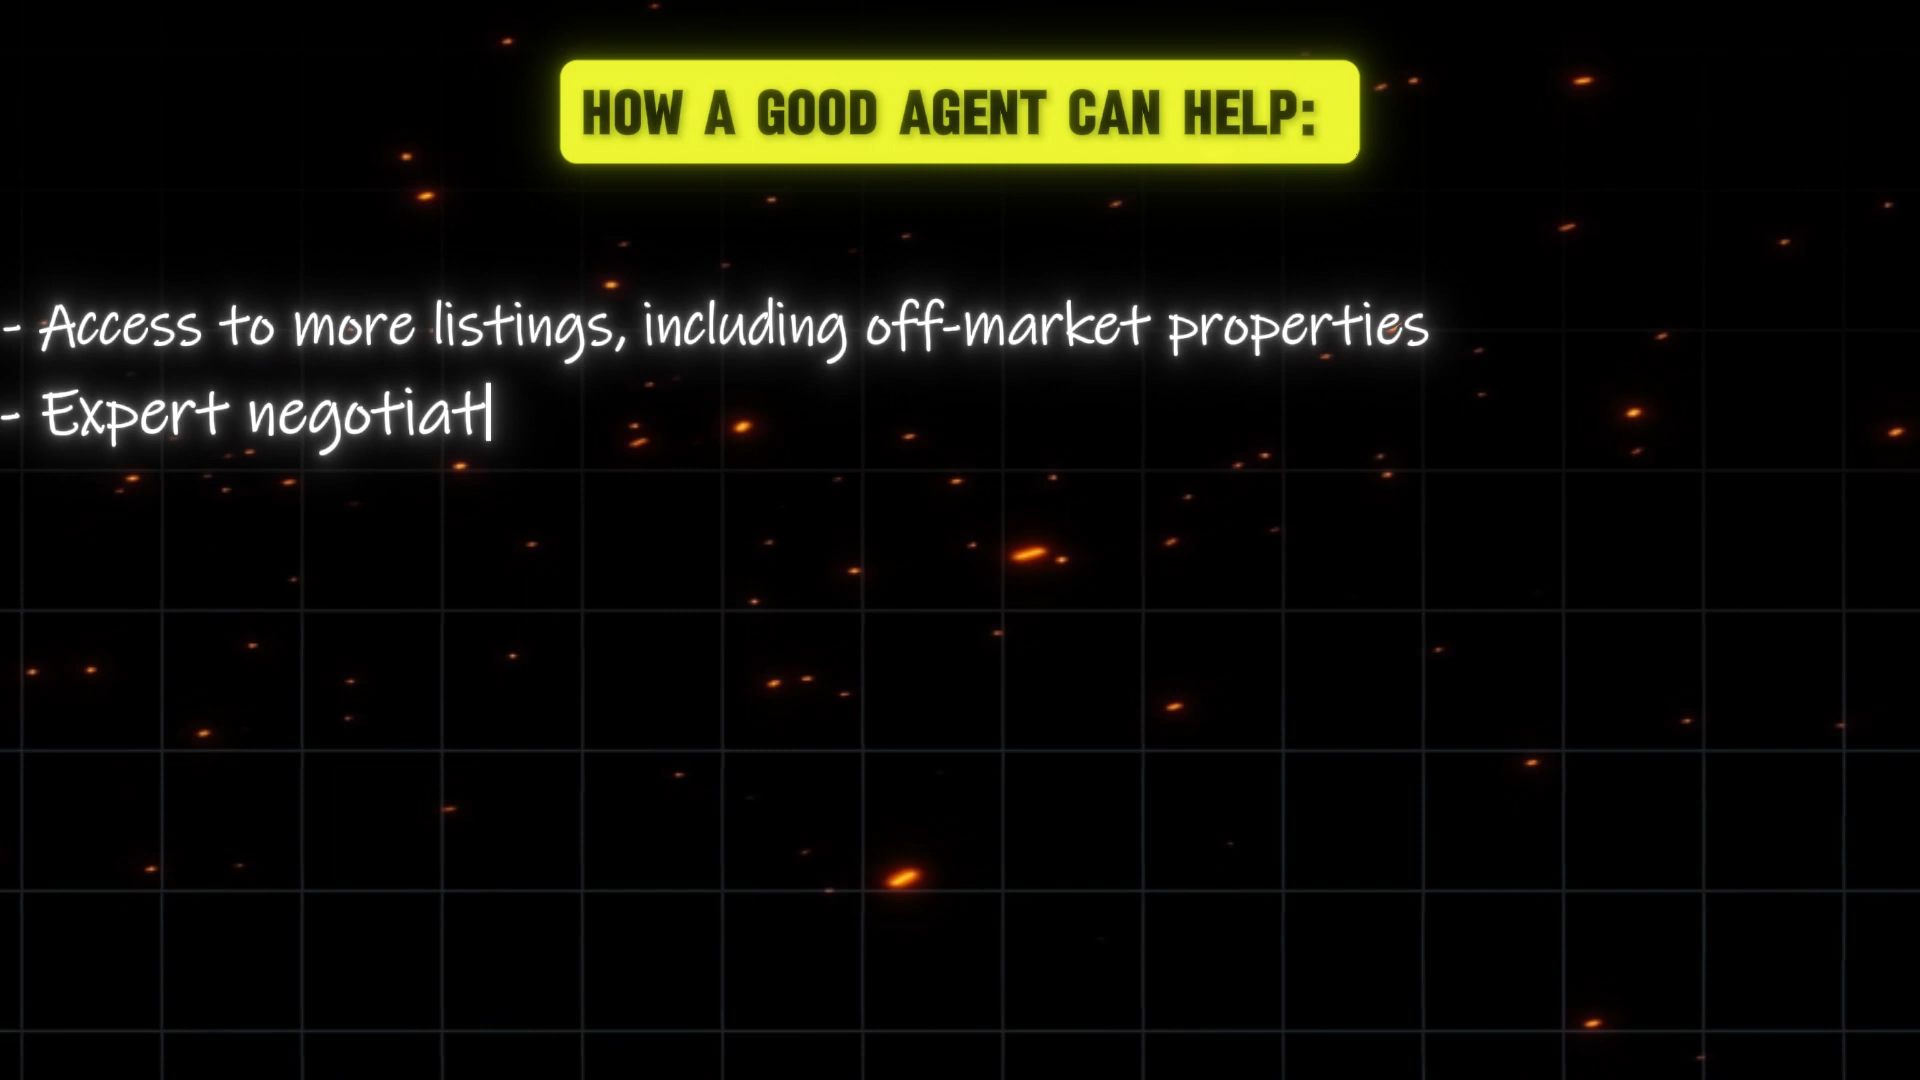 HOW A GOOD AGENT CAN HELP:
- Access to more listings, including off-market properties
- Expert negotiat